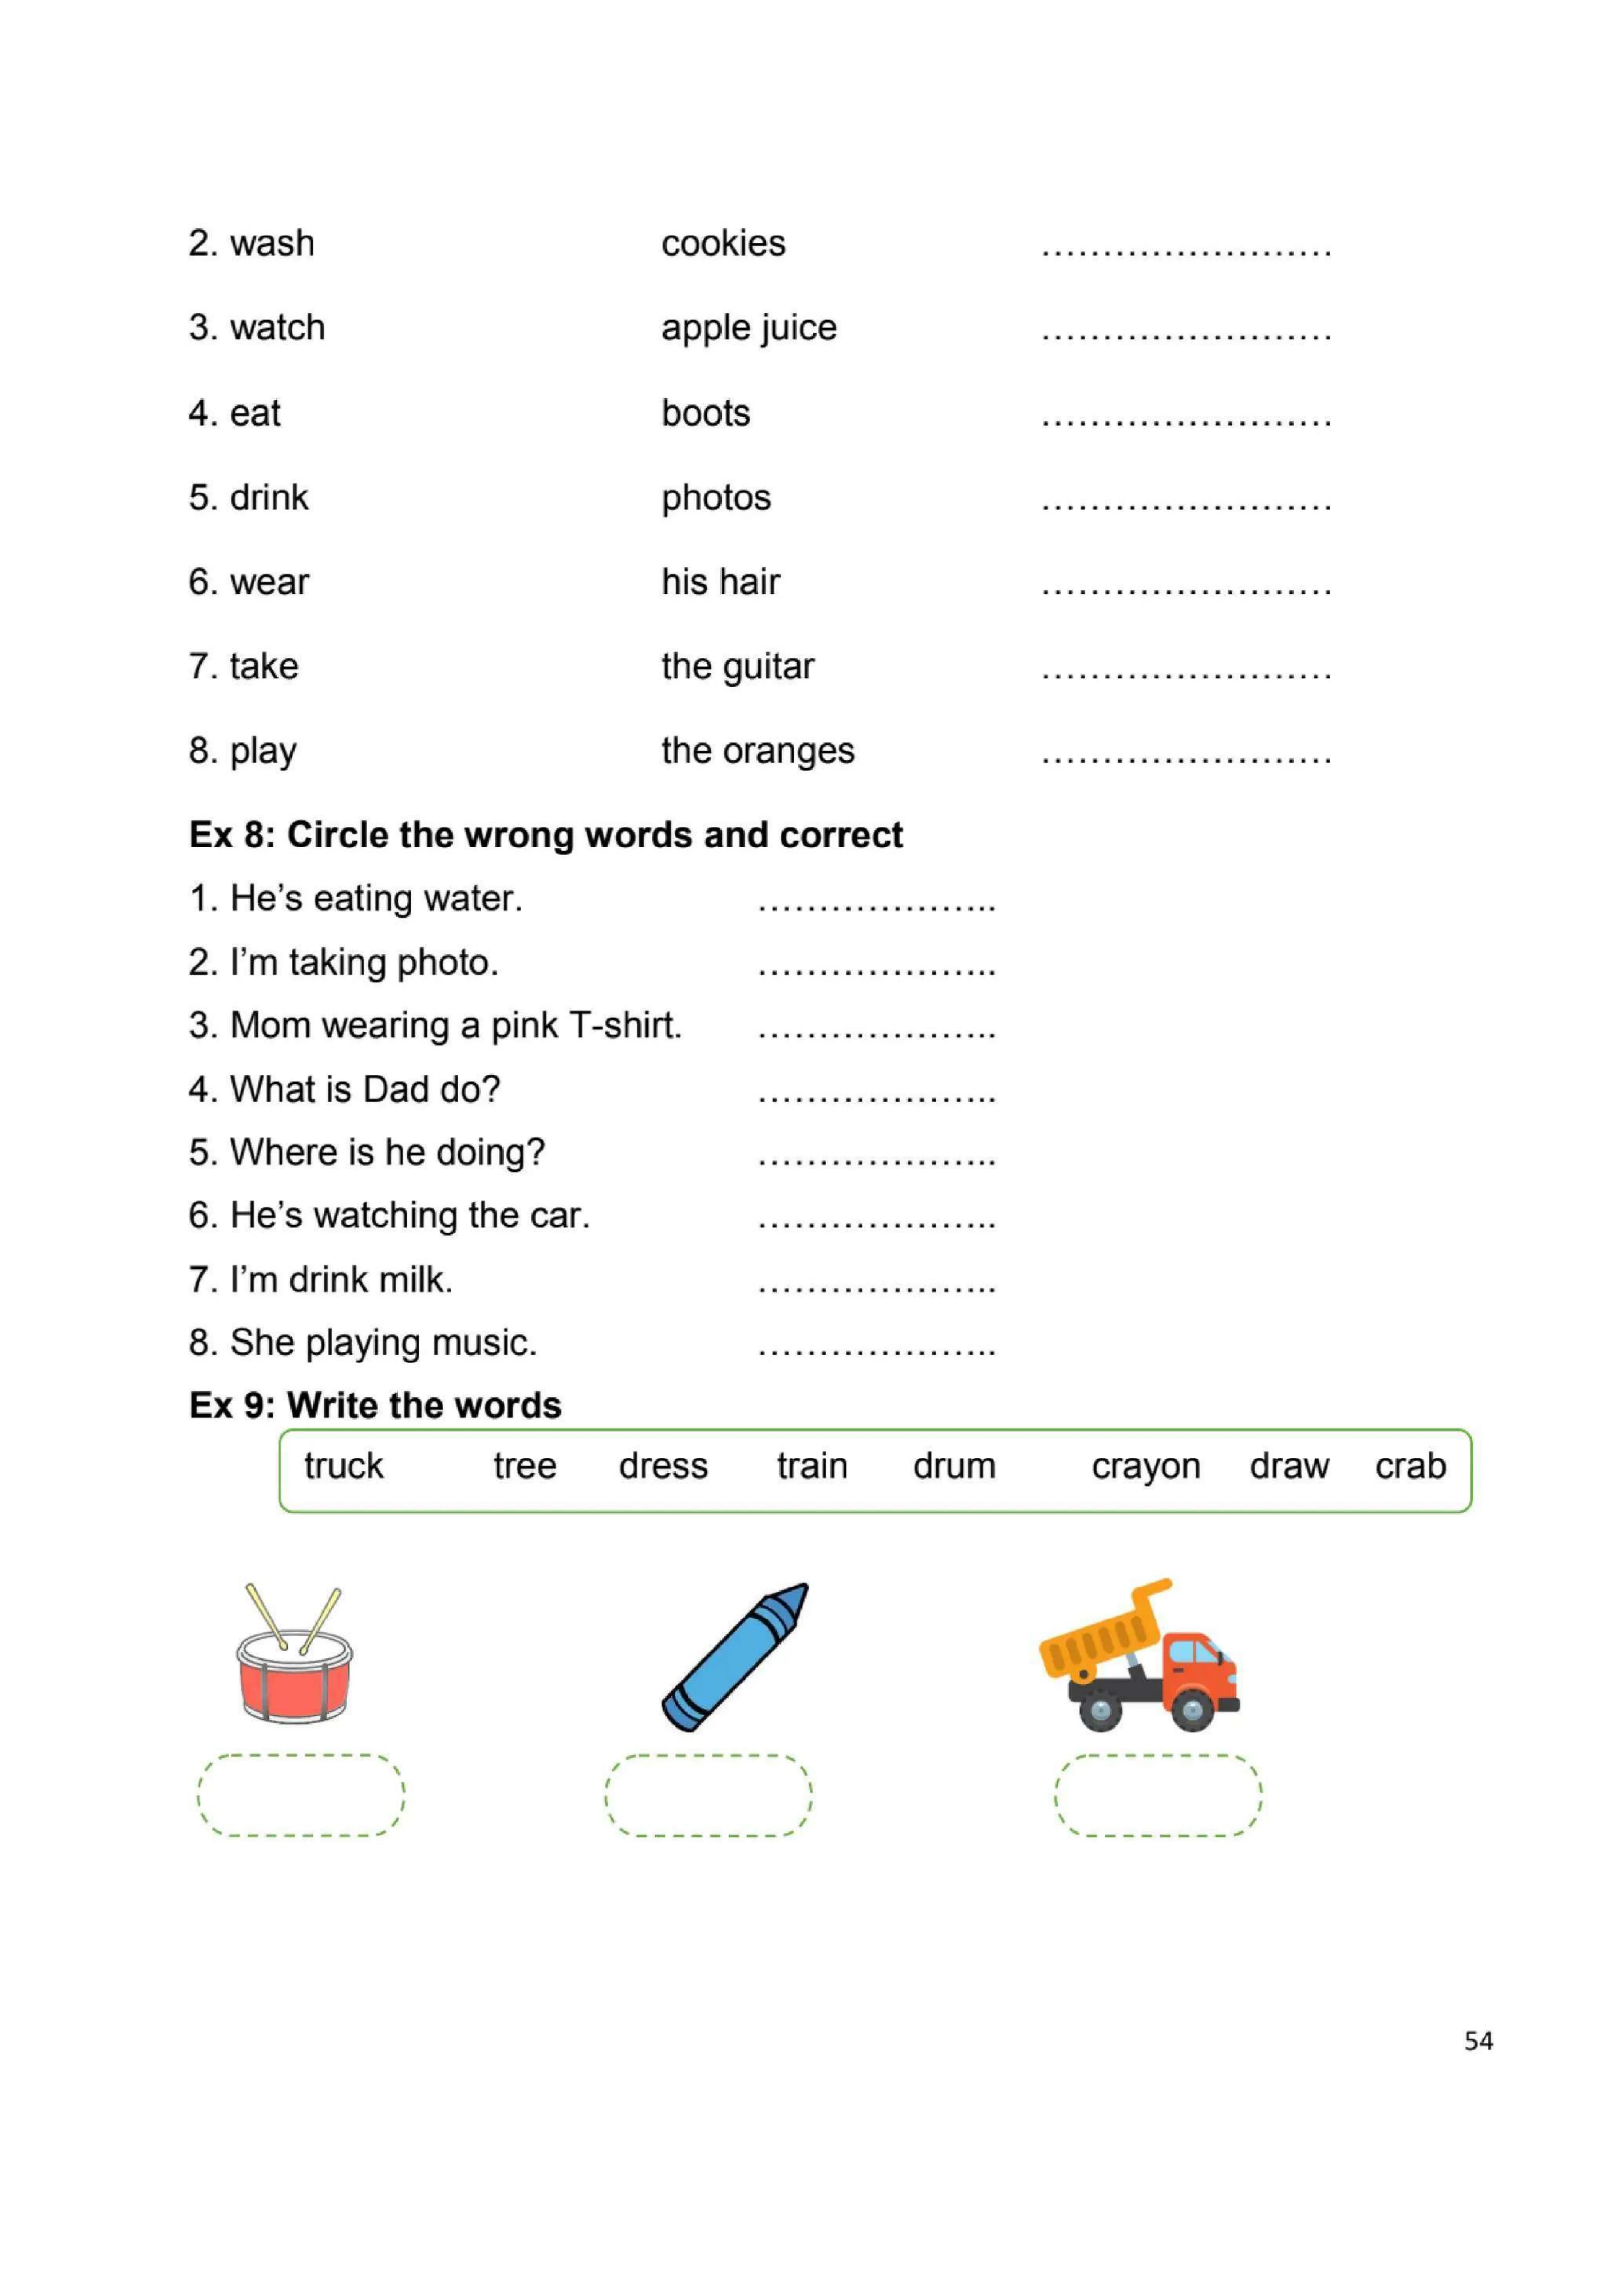 2. wash cookies ........................
3. watch apple juice ........................
4. eat boots ........................
5. drink photos ........................
6. wear his hair ........................
7. take the guitar ........................
8. play the oranges ........................
Ex 8: Circle the wrong words and correct
1. He’s eating water. ....................
2. I’m taking photo. ....................
3. Mom wearing a pink T-shirt. ....................
4. What is Dad do? ....................
5. Where is he doing? ....................
6. He’s watching the car. ....................
7. I’m drink milk. ....................
8. She playing music. ....................
Ex 9: Write the words
truck tree dress train drum crayon draw crab
54